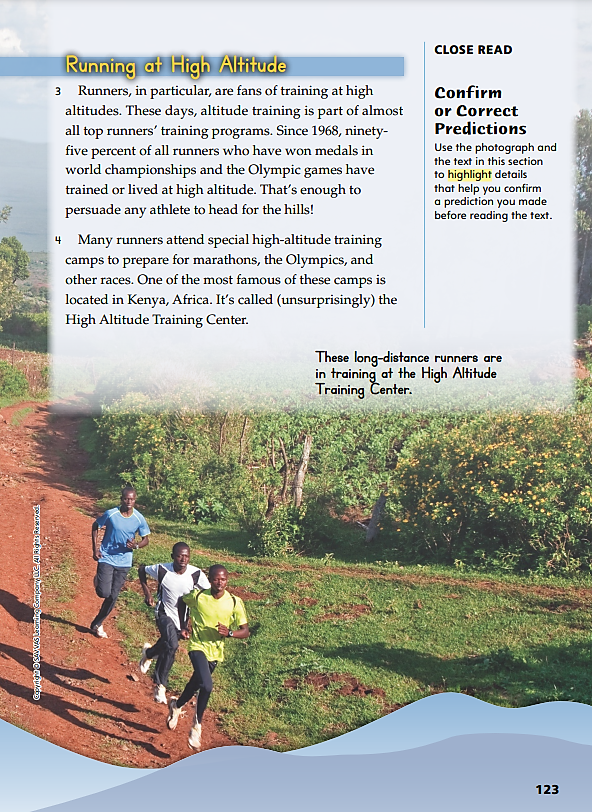 Running at High Altitude
3 Runners, in particular, are fans of training at high
altitudes. These days, altitude training is part of almost
all top runners' training programs. Since 1968, ninety-
five percent of all runners who have won medals in
world championships and the Olympic games have
trained or lived at high altitude. That's enough to
persuade any athlete to head for the hills!
4 Many runners attend special high-altitude training
camps to prepare for marathons, the Olympics, and
other races. One of the most famous of these camps is
located in Kenya, Africa. It's called (unsurprisingly) the
High Altitude Training Center.
CLOSE READ
Confirm
or Correct
Predictions
Use the photograph and
the text in this section
to highlight details
that help you confirm
a prediction you made
before reading the text.
These long-distance runners are
in training at the High Altitude
Training Center.
Copyright © SAVVAS Learning Company LLC. All Rights Reserved.
123